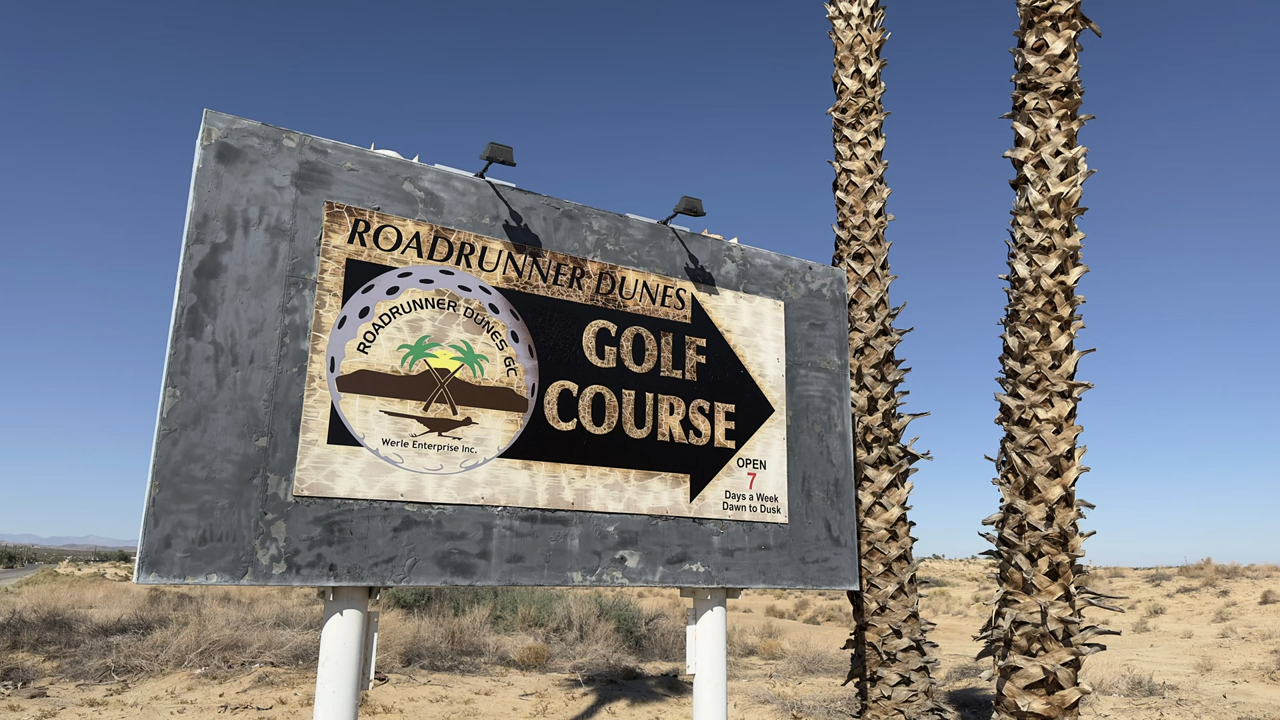 ROADRUNNER DUNES
ROADRUNNER DUNES GC
Werle Enterprise Inc.
GOLF
COURSE
OPEN
7
Days a Week
Dawn to Dusk